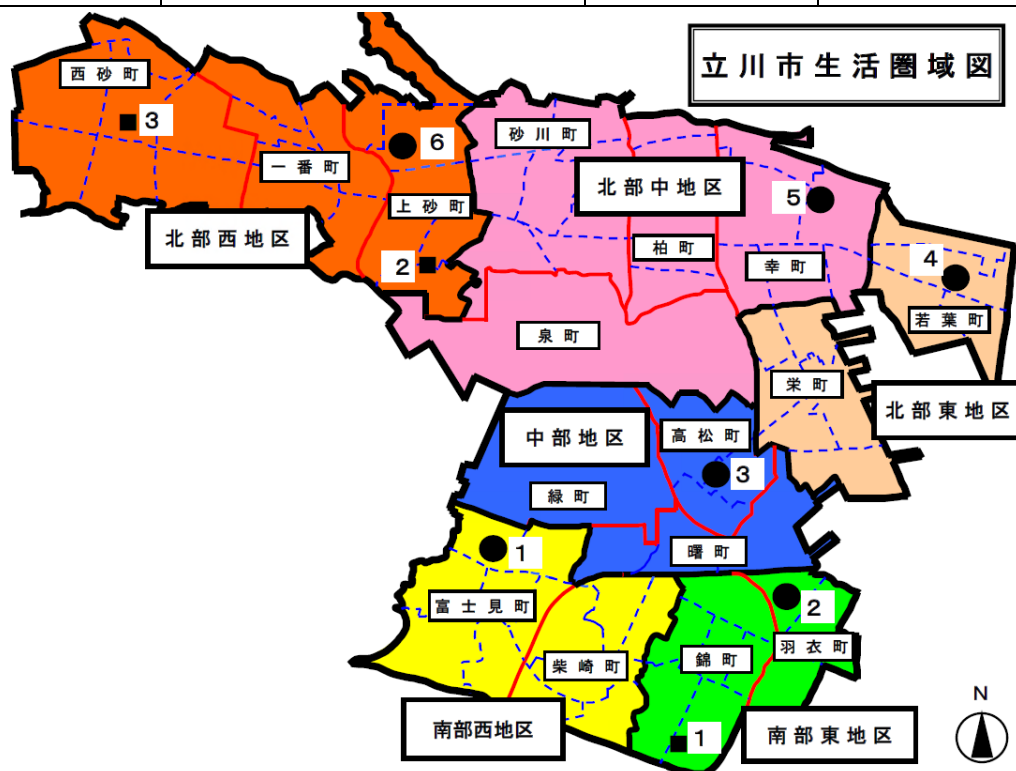 立川市生活圏域図
西砂町
3
一番町
6
砂川町
上砂町
北部西地区
2
北部中地区
柏町
5
幸町
4
若葉町
泉町
栄町
北部東地区
中部地区
高松町
3
緑町
曙町
1
富士見町
柴崎町
2
羽衣町
錦町
1
南部西地区
南部東地区
N